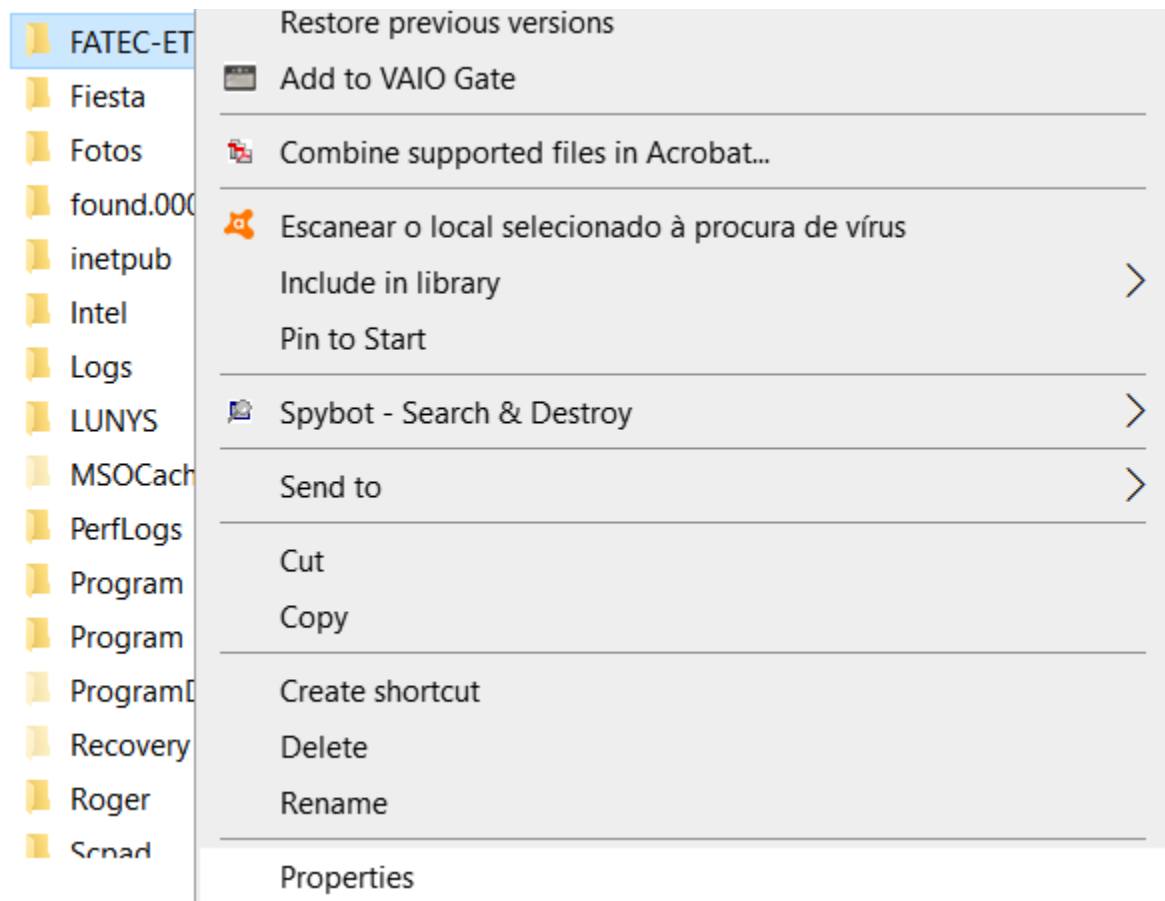 FATEC-ET
Fiesta
Fotos
found.000
inetpub
Intel
Logs
LUNYS
MSOCach
PerfLogs
Program
Program
ProgramD
Recovery
Roger
Scpad
Restore previous versions
Add to VAIO Gate
Combine supported files in Acrobat...
Escanear o local selecionado à procura de vírus
Include in library
Pin to Start
Spybot - Search & Destroy
Send to
Cut
Copy
Create shortcut
Delete
Rename
Properties